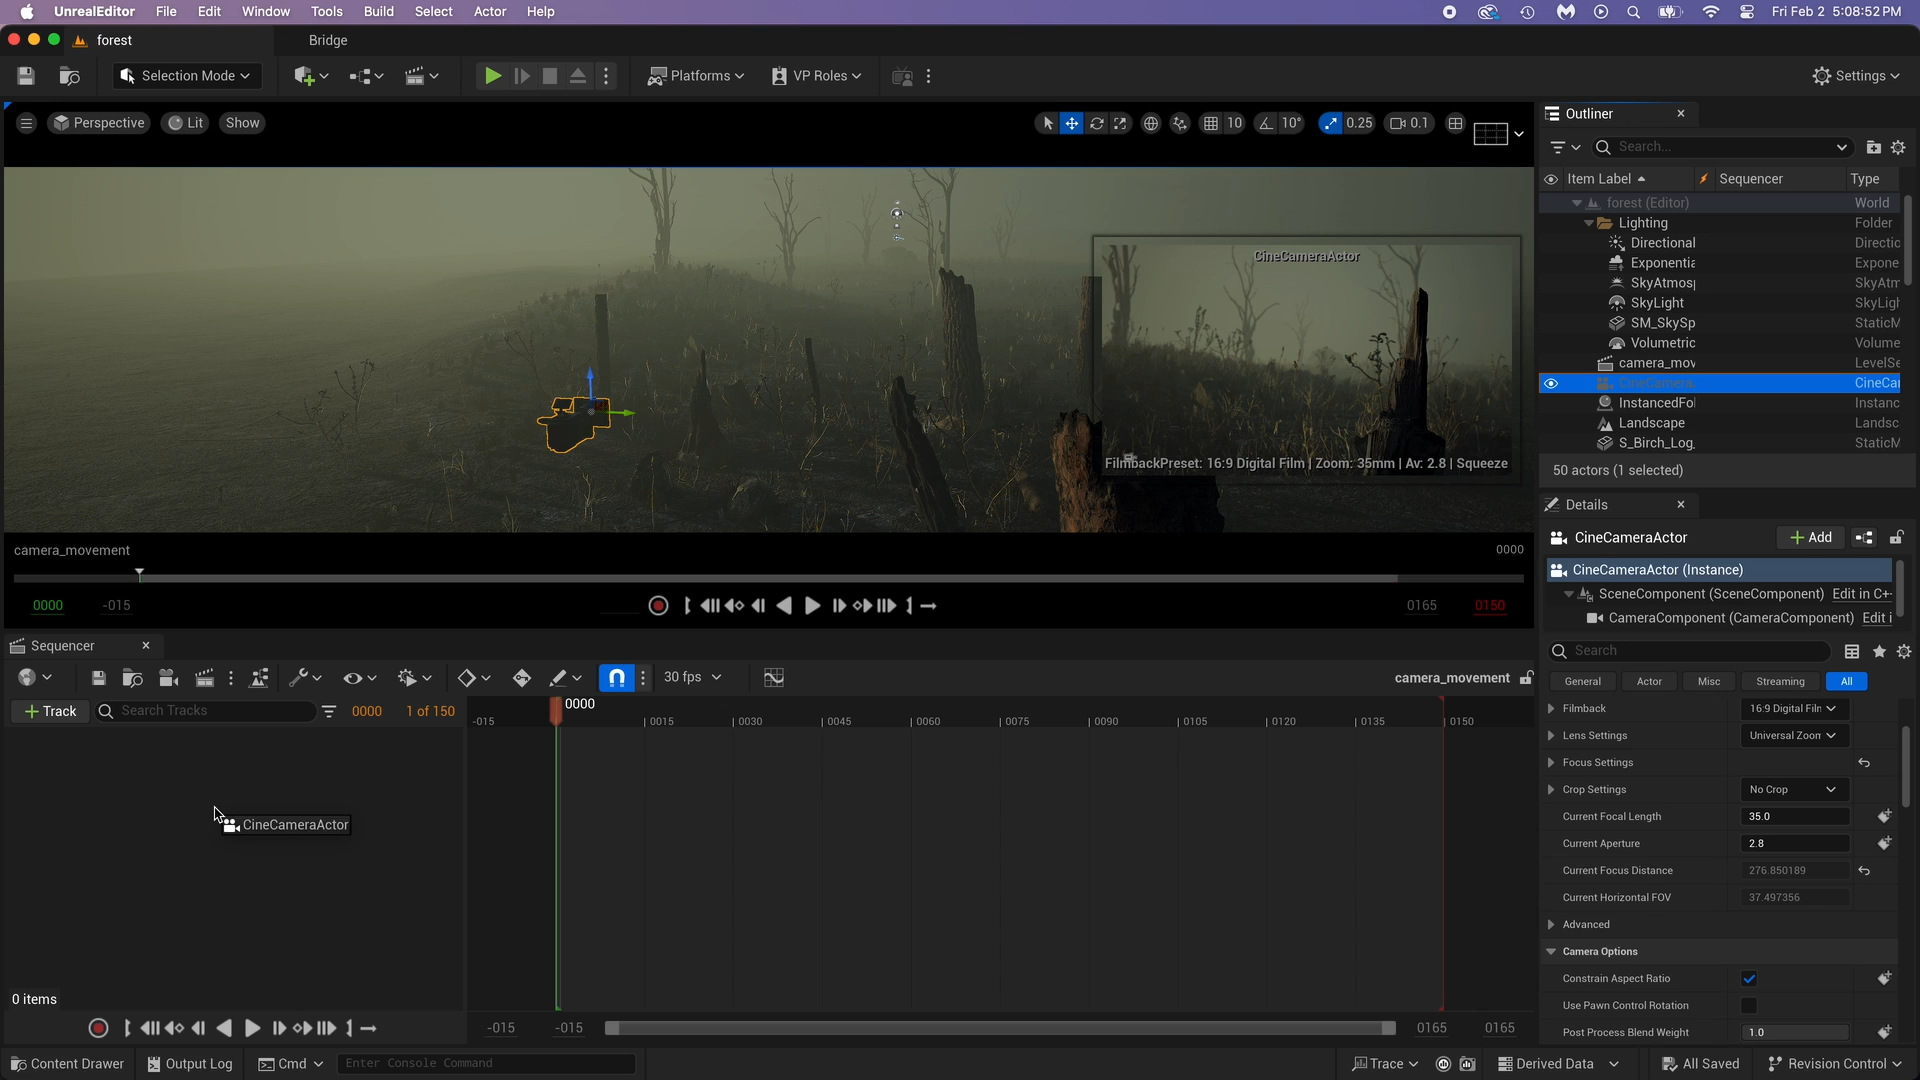 UnrealEditor File Edit Window Tools Build Select Actor Help
Fri Feb 2 5:08:52 PM
forest Bridge
Selection Mode Platforms VP Roles Settings
Perspective Lit Show 10 10° 0.25 0.1
Outliner
Search...
Item Label Sequencer Type
forest (Editor) World
Lighting Folder
Directional Directic
Exponentia Expone
SkyAtmos SkyAtm
SkyLight SkyLigh
SM_SkySp StaticM
Volumetric Volume
camera_mov LevelSe
CineCamera CineCar
InstancedFol Instanc
Landscape Landsc
S_Birch_Log_ StaticM
50 actors (1 selected)
CineCameraActor
FilmbackPreset: 16:9 Digital Film | Zoom: 35mm | Av: 2.8 | Squeeze
camera_movement 0000
0000 -015 0165 0150
Details
CineCameraActor Add
CineCameraActor (Instance)
SceneComponent (SceneComponent) Edit in C+
CameraComponent (CameraComponent) Edit i
Search
General Actor Misc Streaming All
Filmback 16:9 Digital Film
Lens Settings Universal Zoom
Focus Settings
Crop Settings No Crop
Current Focal Length 35.0
Current Aperture 2.8
Current Focus Distance 276.850189
Current Horizontal FOV 37.497356
Advanced
Camera Options
Constrain Aspect Ratio
Use Pawn Control Rotation
Post Process Blend Weight 1.0
Sequencer
30 fps camera_movement
Track Search Tracks 0000 1 of 150
0000
-015 0015 0030 0045 0060 0075 0090 0105 0120 0135 0150
CineCameraActor
0 items
-015 -015 0165 0165
Content Drawer Output Log Cmd Enter Console Command Trace Derived Data All Saved Revision Control